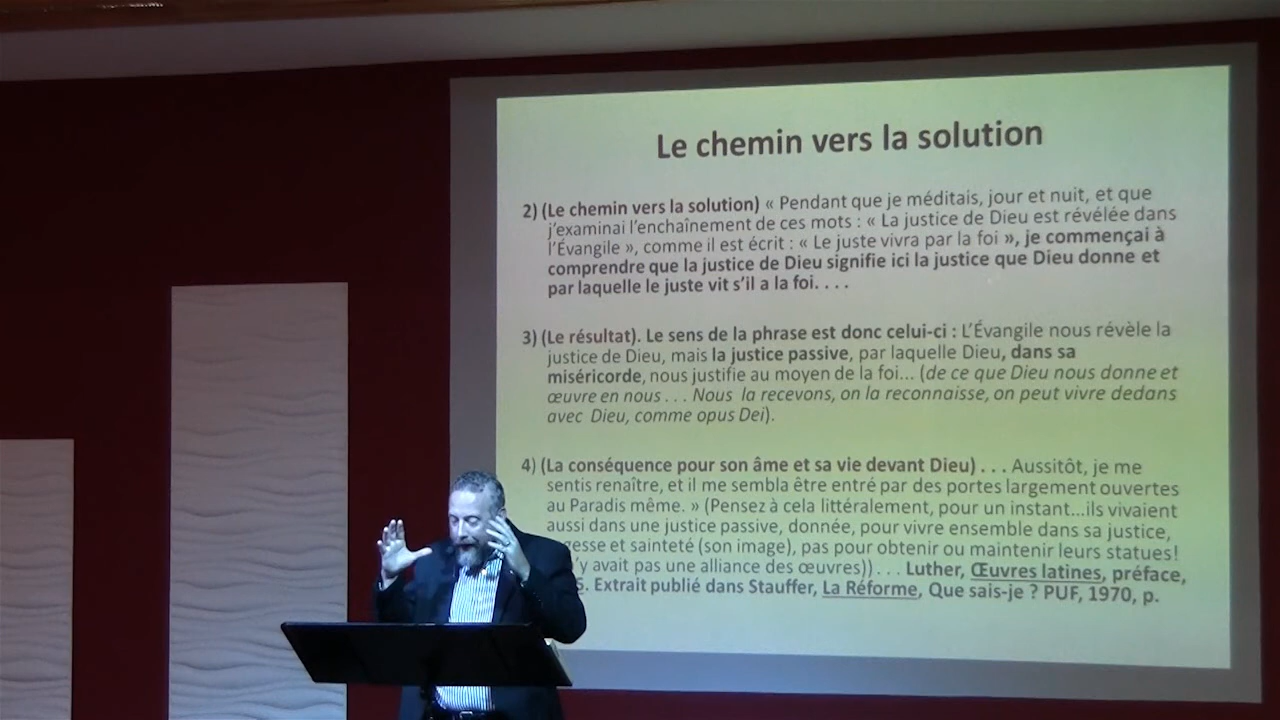 Le chemin vers la solution
2) (Le chemin vers la solution) « Pendant que je méditais, jour et nuit, et que
j'examinai l'enchaînement de ces mots : « La justice de Dieu est révélée dans
l'Évangile », comme il est écrit : « Le juste vivra par la foi », je commençai à
comprendre que la justice de Dieu signifie ici la justice que Dieu donne et
par laquelle le juste vit s'il a la foi. . . .
3) (Le résultat). Le sens de la phrase est donc celui-ci : L'Évangile nous révèle la
justice de Dieu, mais la justice passive, par laquelle Dieu, dans sa
miséricorde, nous justifie au moyen de la foi... (de ce que Dieu nous donne et
œuvre en nous . . . Nous la recevons, on la reconnaisse, on peut vivre dedans
avec Dieu, comme opus Dei).
4) (La conséquence pour son âme et sa vie devant Dieu) . . . Aussitôt, je me
sentis renaître, et il me sembla être entré par des portes largement ouvertes
au Paradis même. » (Pensez à cela littéralement, pour un instant...ils vivaient
aussi dans une justice passive, donnée, pour vivre ensemble dans sa justice,
gesse et sainteté (son image), pas pour obtenir ou maintenir leurs statues!
'y avait pas une alliance des œuvres)) . . . Luther, Œuvres latines, préface,
5. Extrait publié dans Stauffer, La Réforme, Que sais-je ? PUF, 1970, p.